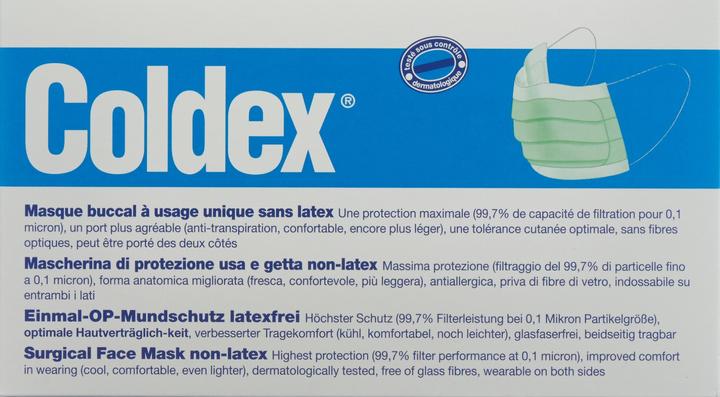 Coldex®
testé sous contrôle
dermatologique
Masque buccal à usage unique sans latex Une protection maximale (99,7% de capacité de filtration pour 0,1
micron), un port plus agréable (anti-transpiration, confortable, encore plus léger), une tolérance cutanée optimale, sans fibres
optiques, peut être porté des deux côtés
Mascherina di protezione usa e getta non-latex Massima protezione (filtraggio del 99,7% di particelle fino
a 0,1 micron), forma anatomica migliorata (fresca, confortevole, più leggera), antiallergica, priva di fibre di vetro, indossabile su
entrambi i lati
Einmal-OP-Mundschutz latexfrei Höchster Schutz (99,7% Filterleistung bei 0,1 Mikron Partikelgröße),
optimale Hautverträglich-keit, verbesserter Tragekomfort (kühl, komfortabel, noch leichter), glasfaserfrei, beidseitig tragbar
Surgical Face Mask non-latex Highest protection (99,7% filter performance at 0,1 micron), improved comfort
in wearing (cool, comfortable, even lighter), dermatologically tested, free of glass fibres, wearable on both sides